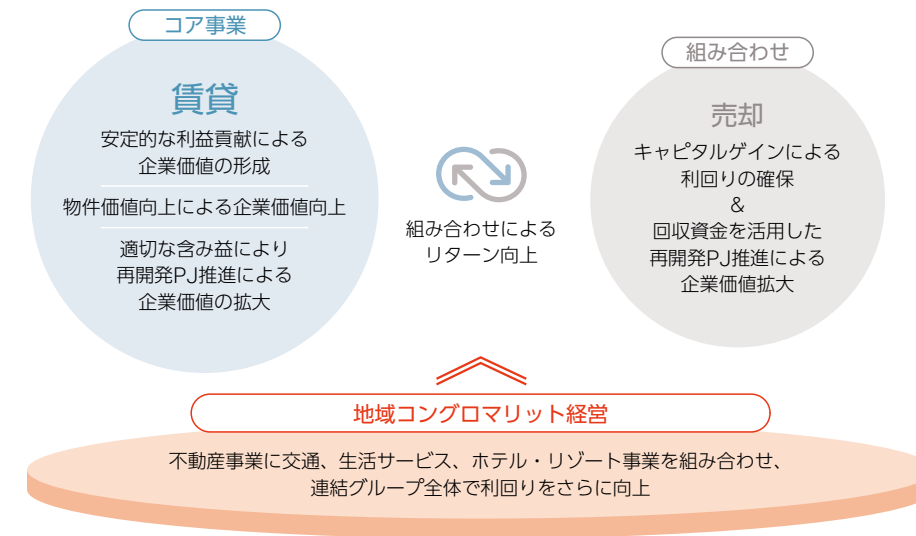 コア事業
賃貸
安定的な利益貢献による
企業価値の形成
物件価値向上による企業価値向上
適切な含み益により
再開発PJ推進による
企業価値の拡大
組み合わせによる
リターン向上
組み合わせ
売却
キャピタルゲインによる
利回りの確保
&
回収資金を活用した
再開発PJ推進による
企業価値拡大
地域コングロマリット経営
不動産事業に交通、生活サービス、ホテル・リゾート事業を組み合わせ、
連結グループ全体で利回りをさらに向上